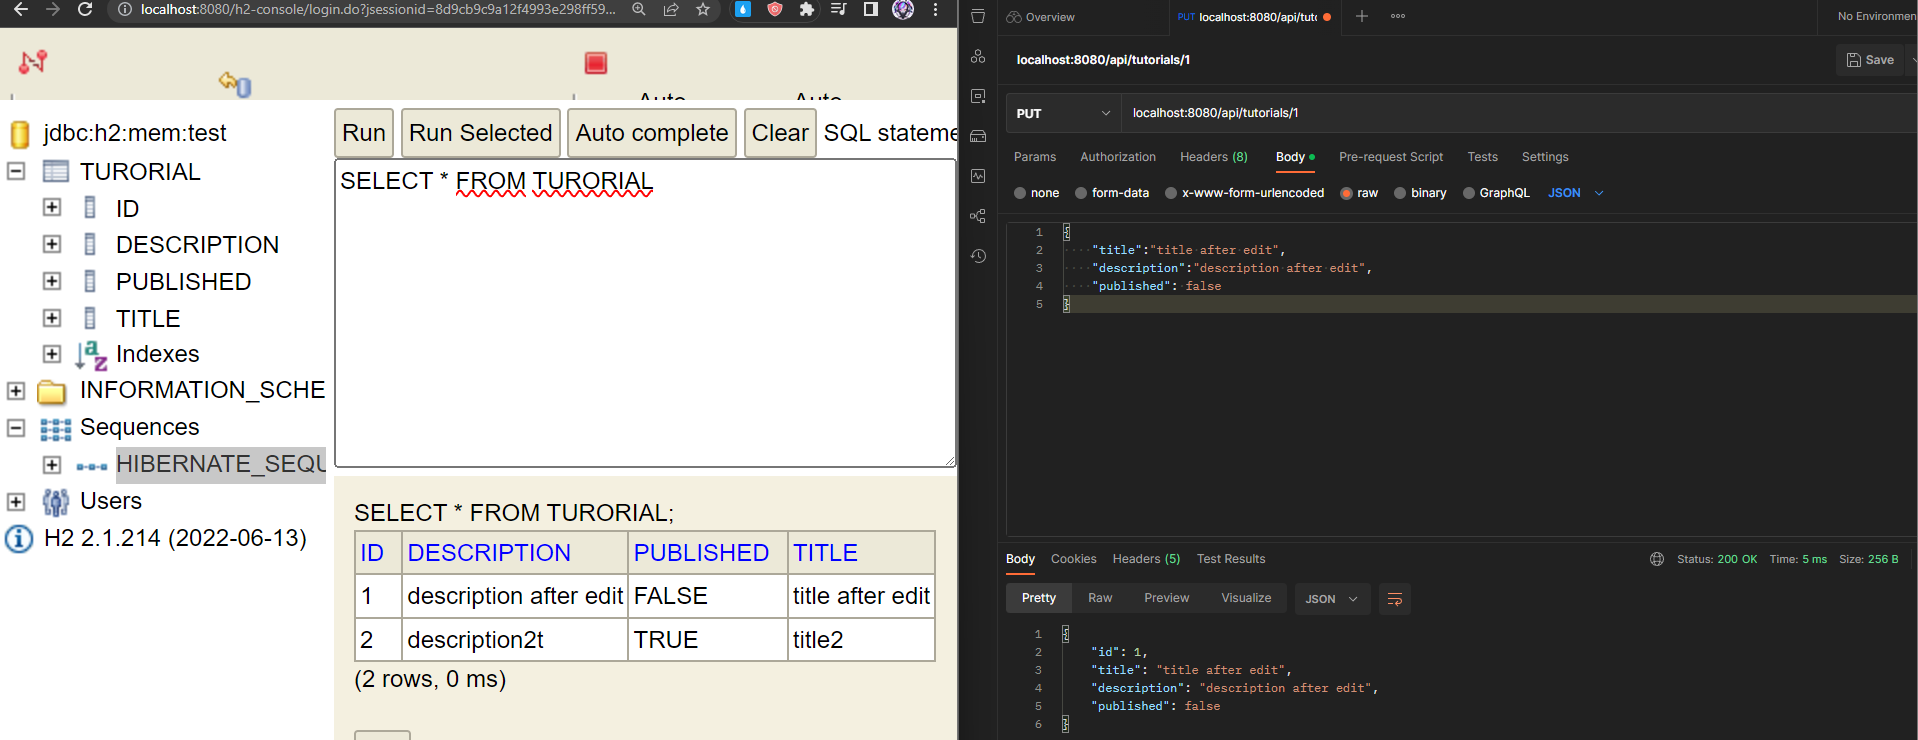 localhost:8080/h2-console/login.do?jsessionid=8d9cb9c9a12f4993e298ff59...
Auto Auto
jdbc:h2:mem:test
TURORIAL
ID
DESCRIPTION
PUBLISHED
TITLE
Indexes
INFORMATION_SCHE
Sequences
HIBERNATE_SEQU
Users
H2 2.1.214 (2022-06-13)
Run Run Selected Auto complete Clear SQL stateme
SELECT * FROM TURORIAL
SELECT * FROM TURORIAL;
ID DESCRIPTION PUBLISHED TITLE
1 description after edit FALSE title after edit
2 description2t TRUE title2
(2 rows, 0 ms)
Overview PUT localhost:8080/api/tuto No Environmen
localhost:8080/api/tutorials/1 Save
PUT localhost:8080/api/tutorials/1
Params Authorization Headers (8) Body Pre-request Script Tests Settings
none form-data x-www-form-urlencoded raw binary GraphQL JSON
1 {
2 "title":"title after edit",
3 "description":"description after edit",
4 "published": false
5 }
Body Cookies Headers (5) Test Results Status: 200 OK Time: 5 ms Size: 256 B
Pretty Raw Preview Visualize JSON
1 {
2 "id": 1,
3 "title": "title after edit",
4 "description": "description after edit",
5 "published": false
6 }